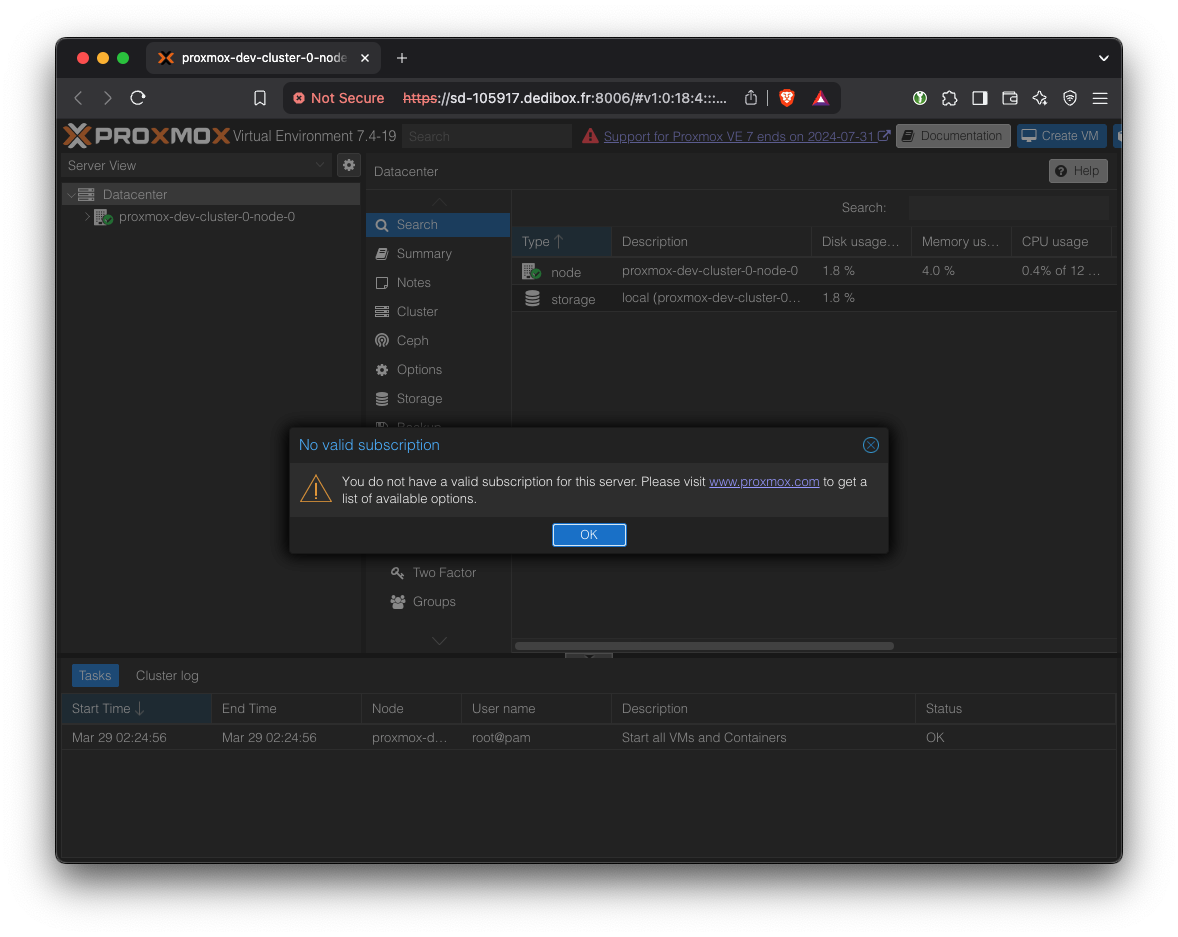 proxmox-dev-cluster-0-node
Not Secure https://sd-105917.dedibox.fr:8006/#v1:0:18:4:::...
PROXMOX Virtual Environment 7.4-19 Search Support for Proxmox VE 7 ends on 2024-07-31 Documentation Create VM
Server View
Datacenter
proxmox-dev-cluster-0-node-0
Datacenter
Help
Search
Summary
Notes
Cluster
Ceph
Options
Storage
Backup
Two Factor
Groups
Search:
Type Description Disk usage... Memory us... CPU usage
node proxmox-dev-cluster-0-node-0 1.8 % 4.0 % 0.4% of 12 ...
storage local (proxmox-dev-cluster-0... 1.8 %
No valid subscription
You do not have a valid subscription for this server. Please visit www.proxmox.com to get a
list of available options.
OK
Tasks Cluster log
Start Time End Time Node User name Description Status
Mar 29 02:24:56 Mar 29 02:24:56 proxmox-d... root@pam Start all VMs and Containers OK